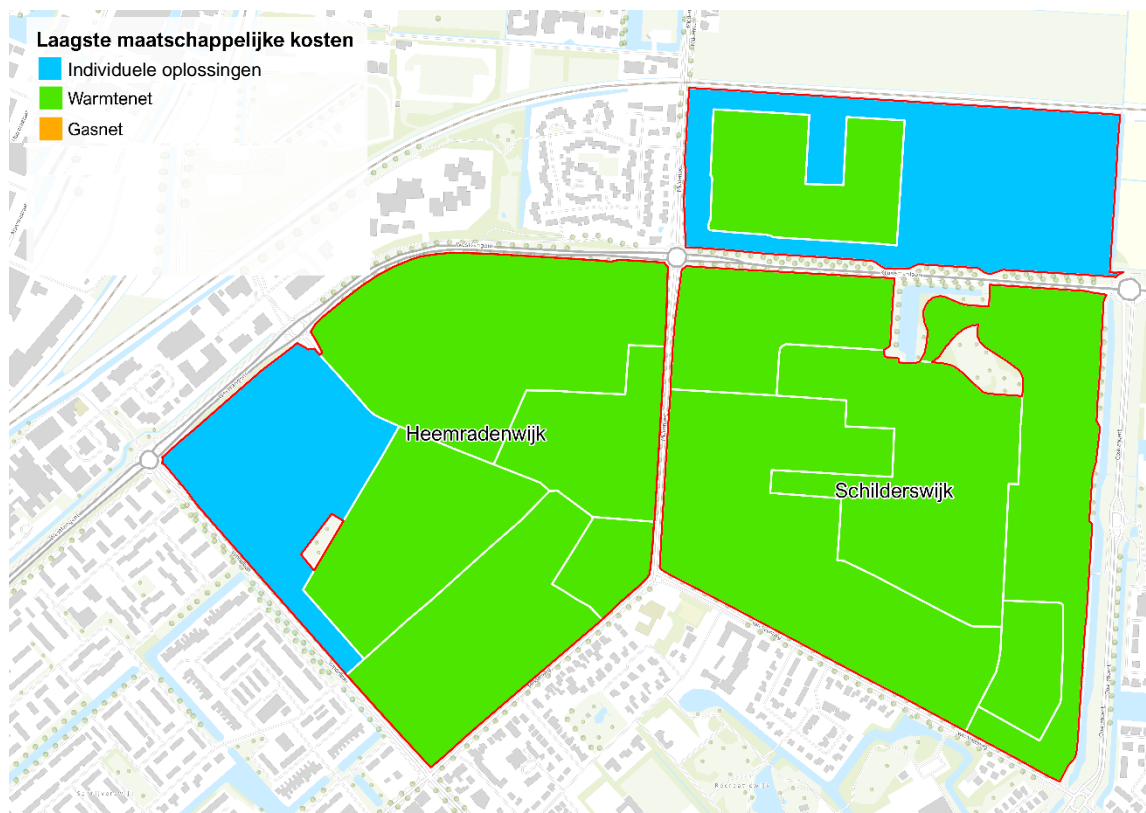 Laagste maatschappelijke kosten
Individuele oplossingen
Warmtenet
Gasnet
Heemradenwijk
Schilderswijk